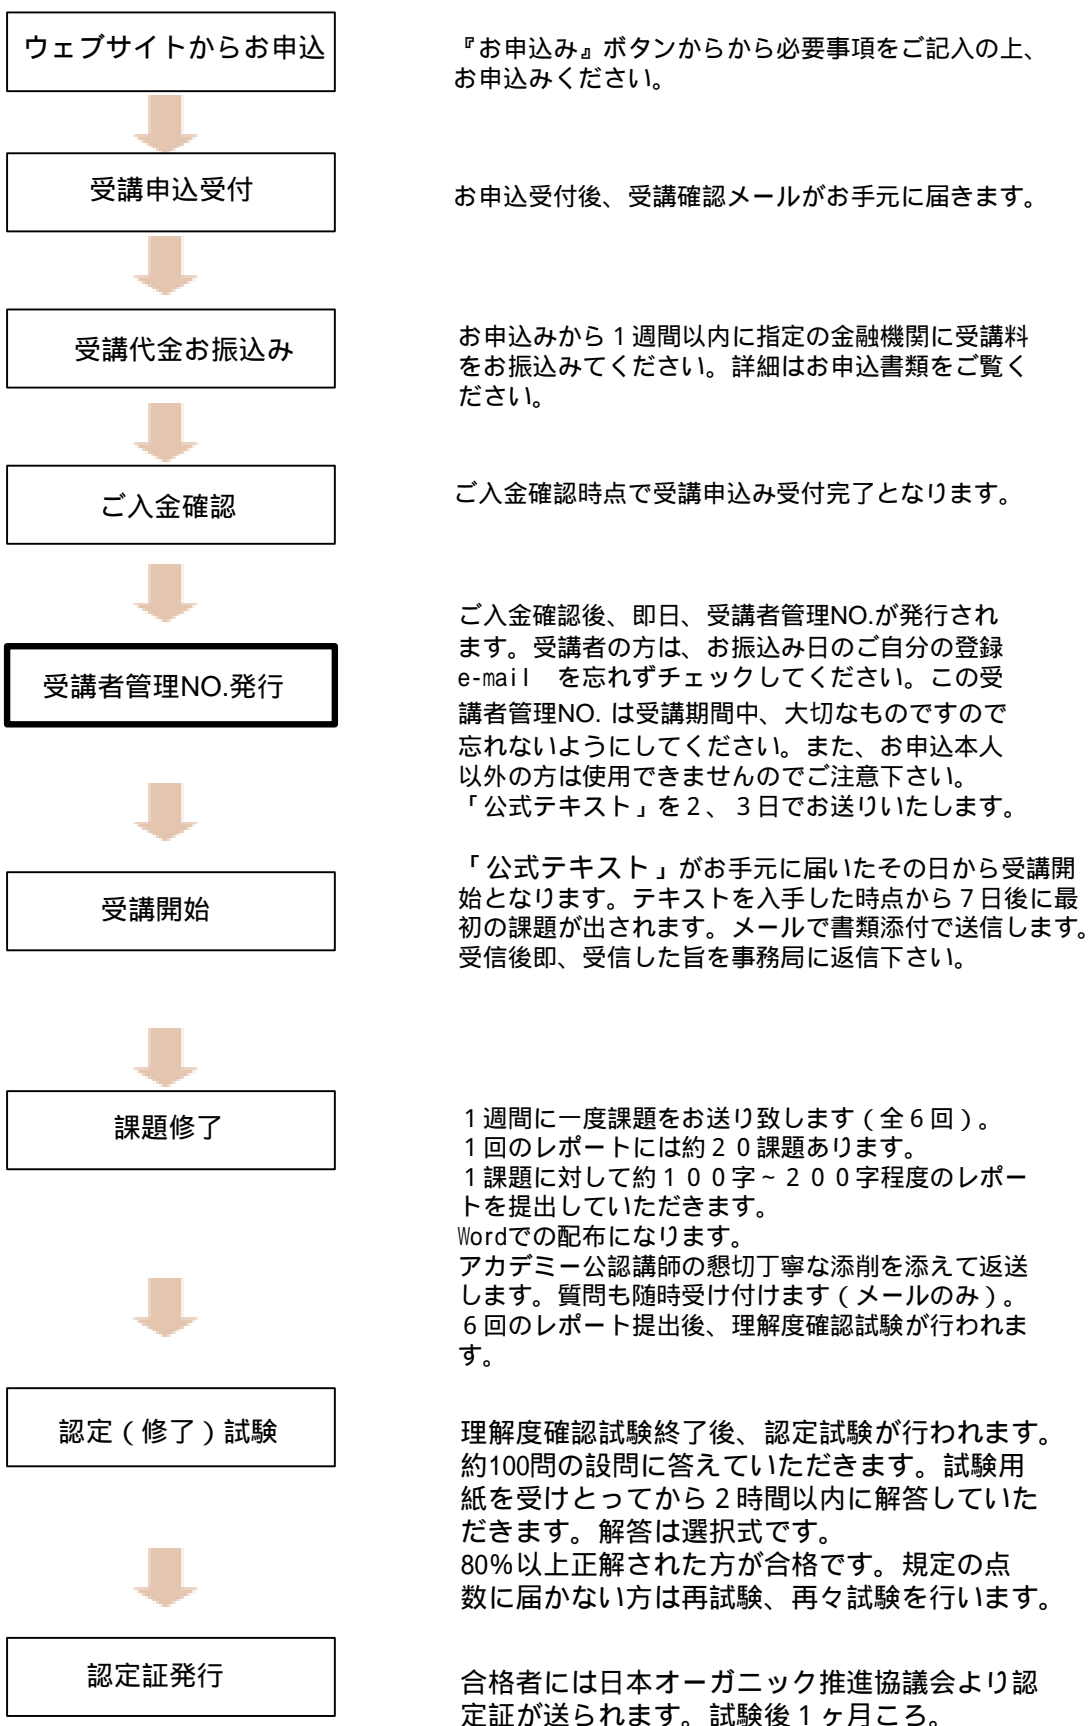 ウェブサイトからお申込
『お申込み』ボタンからから必要事項をご記入の上、
お申込みください。
受講申込受付
お申込受付後、受講確認メールがお手元に届きます。
受講代金お振込み
お申込みから１週間以内に指定の金融機関に受講料
をお振込みてください。詳細はお申込書類をご覧く
ださい。
ご入金確認
ご入金確認時点で受講申込み受付完了となります。
受講者管理NO.発行
ご入金確認後、即日、受講者管理NO.が発行され
ます。受講者の方は、お振込み日のご自分の登録
e-mail　を忘れずチェックしてください。この受
講者管理NO. は受講期間中、大切なものですので
忘れないようにしてください。また、お申込本人
以外の方は使用できませんのでご注意下さい。
「公式テキスト」を２、３日でお送りいたします。
受講開始
「公式テキスト」がお手元に届いたその日から受講開
始となります。テキストを入手した時点から７日後に最
初の課題が出されます。メールで書類添付で送信します。
受信後即、受信した旨を事務局に返信下さい。
課題修了
１週間に一度課題をお送り致します（全６回）。
１回のレポートには約２０課題あります。
１課題に対して約１００字~２００字程度のレポー
トを提出していただきます。
Wordでの配布になります。
アカデミー公認講師の懇切丁寧な添削を添えて返送
します。質問も随時受け付けます（メールのみ）。
６回のレポート提出後、理解度確認試験が行われま
す。
認定（修了）試験
理解度確認試験終了後、認定試験が行われます。
約100問の設問に答えていただきます。試験用
紙を受けとってから２時間以内に解答していた
だきます。解答は選択式です。
80%以上正解された方が合格です。規定の点
数に届かない方は再試験、再々試験を行います。
認定証発行
合格者には日本オーガニック推進協議会より認
定証が送られます。試験後１ヶ月ころ。